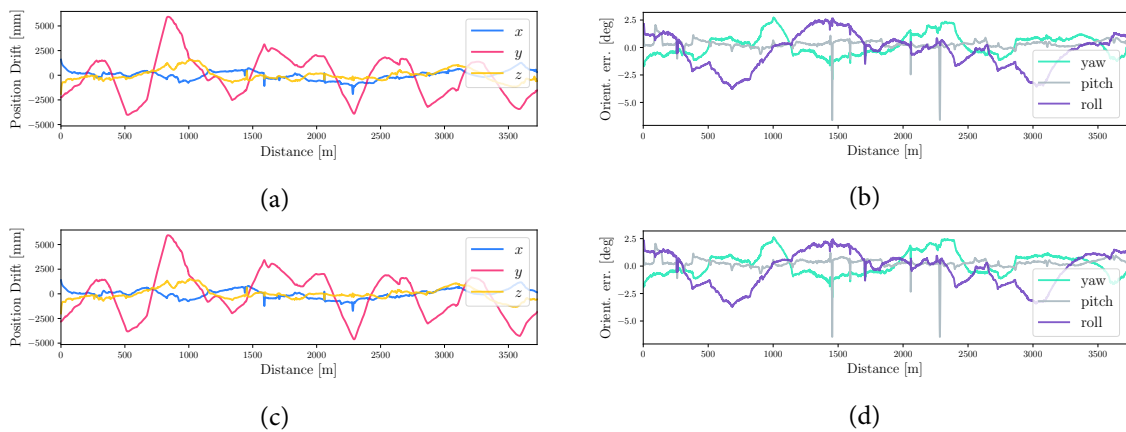 Position Drift [mm]
5000
2500
0
−2500
−5000
x
y
z
0 500 1000 1500 2000 2500 3000 3500
Distance [m]
(a)
Orient. err. [deg]
2.5
0.0
−2.5
−5.0
yaw
pitch
roll
0 500 1000 1500 2000 2500 3000 3500
Distance [m]
(b)
Position Drift [mm]
5000
2500
0
−2500
−5000
x
y
z
0 500 1000 1500 2000 2500 3000 3500
Distance [m]
(c)
Orient. err. [deg]
2.5
0.0
−2.5
−5.0
yaw
pitch
roll
0 500 1000 1500 2000 2500 3000 3500
Distance [m]
(d)